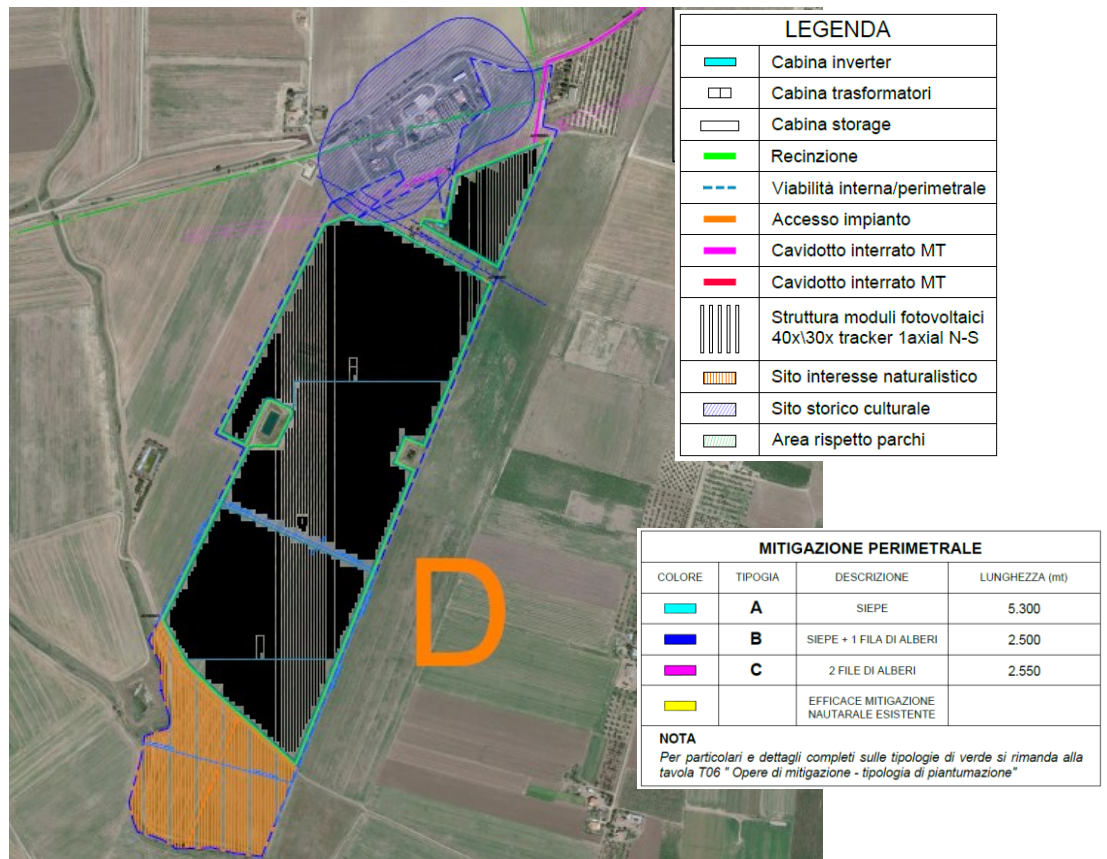 LEGENDA
Cabina inverter
Cabina trasformatori
Cabina storage
Recinzione
Viabilità interna/perimetrale
Accesso impianto
Cavidotto interrato MT
Cavidotto interrato MT
Struttura moduli fotovoltaici
40x\30x tracker 1axial N-S
Sito interesse naturalistico
Sito storico culturale
Area rispetto parchi
D
MITIGAZIONE PERIMETRALE
COLORE TIPOGIA DESCRIZIONE LUNGHEZZA (mt)
A SIEPE 5.300
B SIEPE + 1 FILA DI ALBERI 2.500
C 2 FILE DI ALBERI 2.550
EFFICACE MITIGAZIONE
NAUTARALE ESISTENTE
NOTA
Per particolari e dettagli completi sulle tipologie di verde si rimanda alla
tavola T06 " Opere di mitigazione - tipologia di piantumazione"